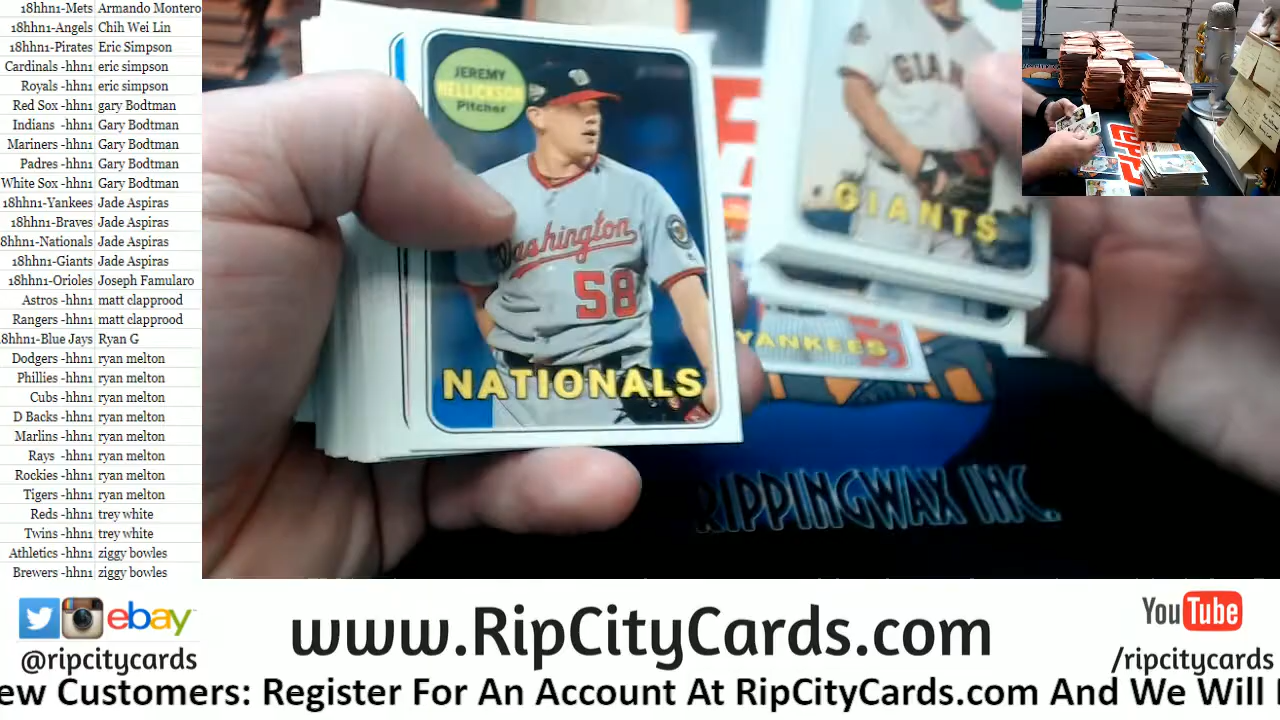 18hhn1-Mets Armando Montero
18hhn1-Angels Chih Wei Lin
18hhn1-Pirates Eric Simpson
Cardinals -hhn1 eric simpson
Royals -hhn1 eric simpson
Red Sox -hhn1 gary Bodtman
Indians -hhn1 Gary Bodtman
Mariners -hhn1 Gary Bodtman
Padres -hhn1 Gary Bodtman
White Sox -hhn1 Gary Bodtman
18hhn1-Yankees Jade Aspiras
18hhn1-Braves Jade Aspiras
8hhn1-Nationals Jade Aspiras
18hhn1-Giants Jade Aspiras
18hhn1-Orioles Joseph Famularo
Astros -hhn1 matt clapprood
Rangers -hhn1 matt clapprood
8hhn1-Blue Jays Ryan G
Dodgers -hhn1 ryan melton
Phillies -hhn1 ryan melton
Cubs -hhn1 ryan melton
D Backs -hhn1 ryan melton
Marlins -hhn1 ryan melton
Rays -hhn1 ryan melton
Rockies -hhn1 ryan melton
Tigers -hhn1 ryan melton
Reds -hhn1 trey white
Twins -hhn1 trey white
Athletics -hhn1 ziggy bowles
Brewers -hhn1 ziggy bowles
JEREMY
HELLICKSON
Pitcher
Washington
58
NATIONALS
GIAN
GIANTS
YANKEES
RIPPINGWAX INC.
ebay
@ripcitycards
www.RipCityCards.com
YouTube
/ripcitycards
ew Customers: Register For An Account At RipCityCards.com And We Will